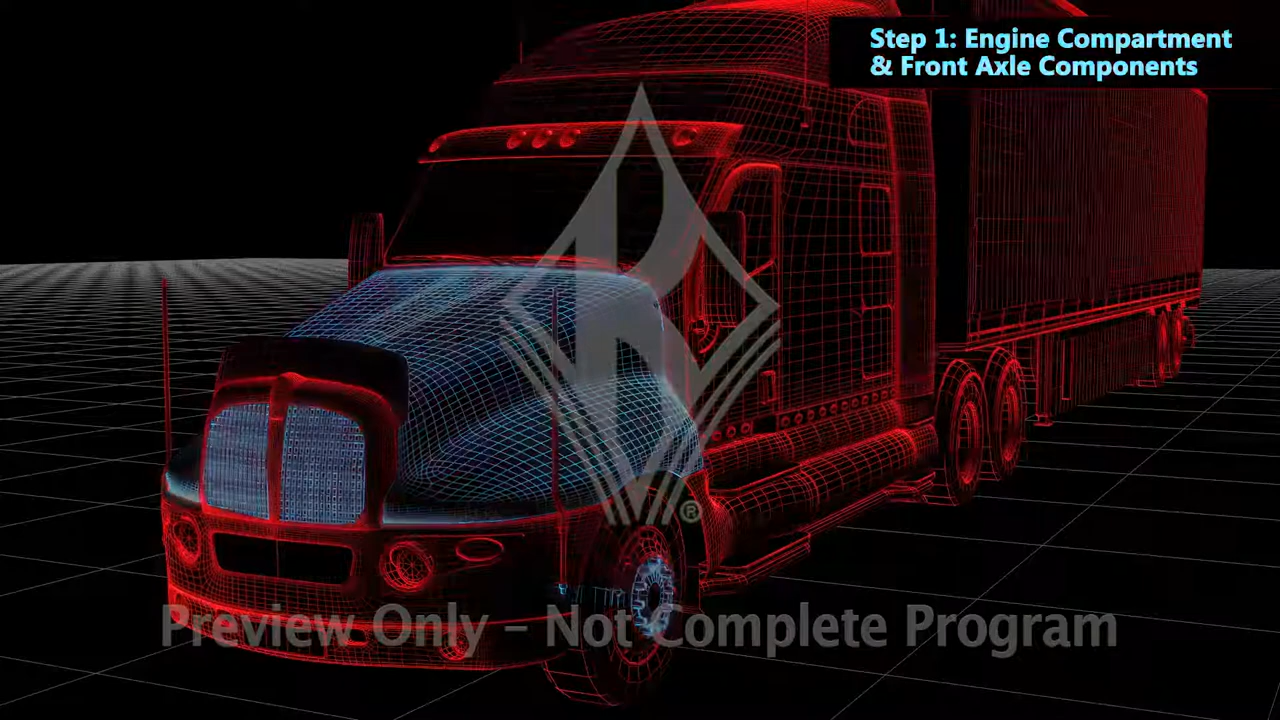 Step 1: Engine Compartment
& Front Axle Components
®
Preview Only – Not Complete Program